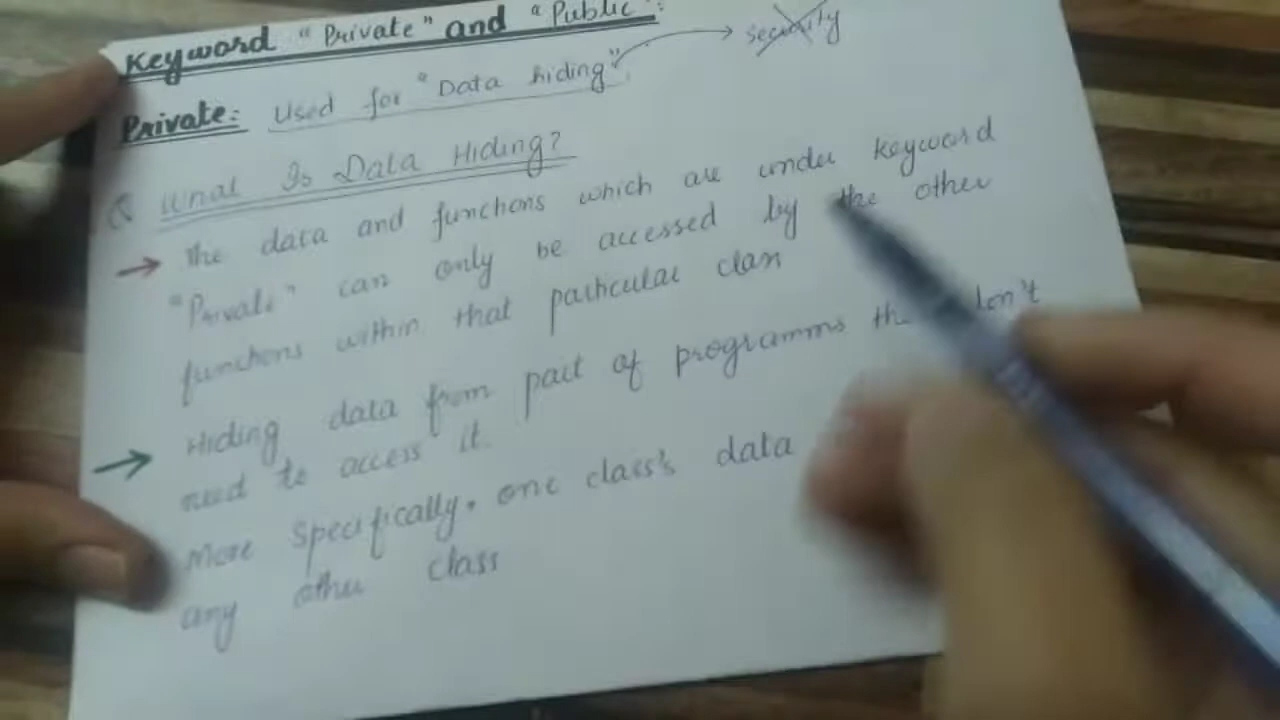 Keyword "Private" and "Public":
Private: Used for "Data hiding". security
Q What Is Data Hiding?
The data and functions which are under keyword
"Private" can only be accessed by the other
functions within that particular class
Hiding data from part of programms don't
need to access it.
More specifically, one class's data
any other class